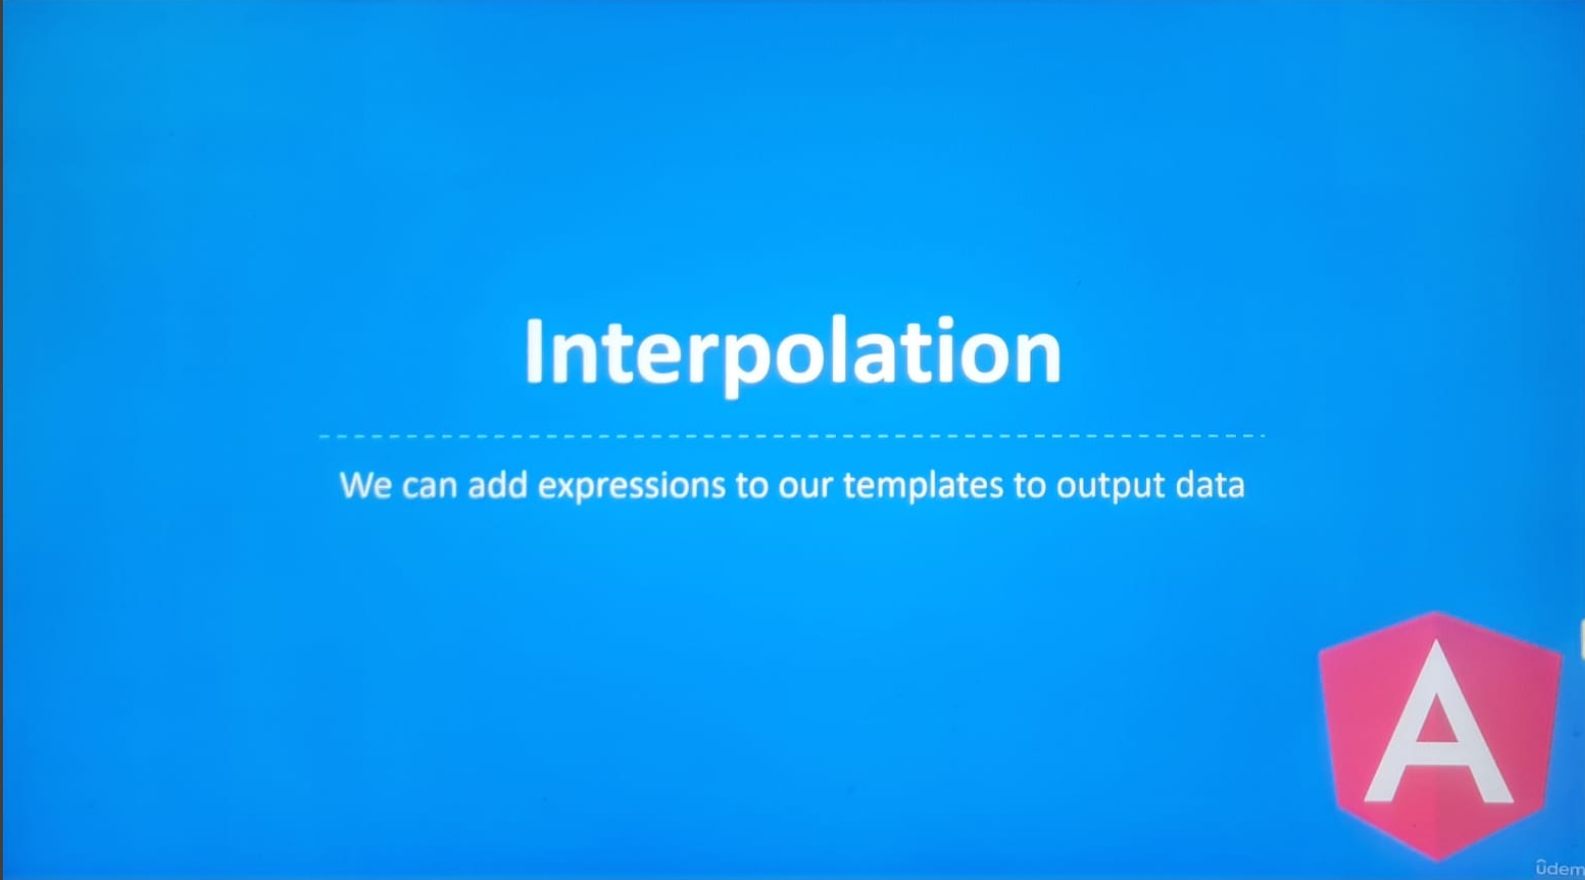 Interpolation
We can add expressions to our templates to output data
A